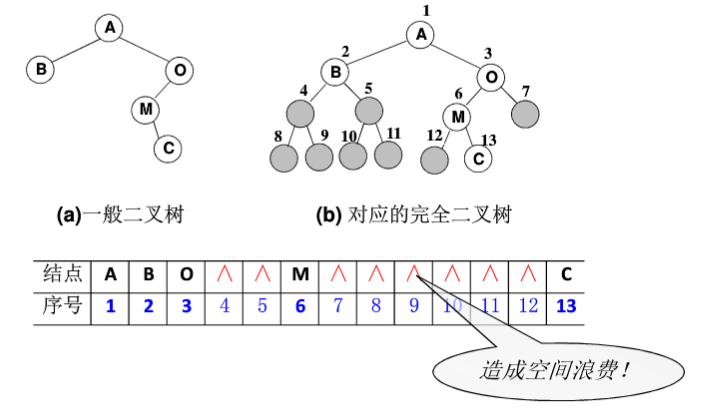 A
B
O
M
C
1
A
2
3
B
O
4
5
6
7
M
8
9
10
11
12
13
C
(a)一般二叉树
(b) 对应的完全二叉树
结点 A B O ∧ ∧ M ∧ ∧ ∧ ∧ ∧ ∧ C
序号 1 2 3 4 5 6 7 8 9 10 11 12 13
造成空间浪费！